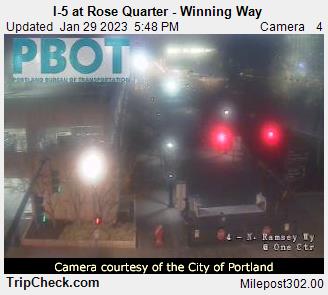 I-5 at Rose Quarter - Winning Way
Updated Jan 29 2023 5:48 PM Camera 4
PBOT
PORTLAND BUREAU OF TRANSPORTATION
4 - N. Ramsey Wy
@ One Ctr
Camera courtesy of the City of Portland
TripCheck.com Milepost302.00